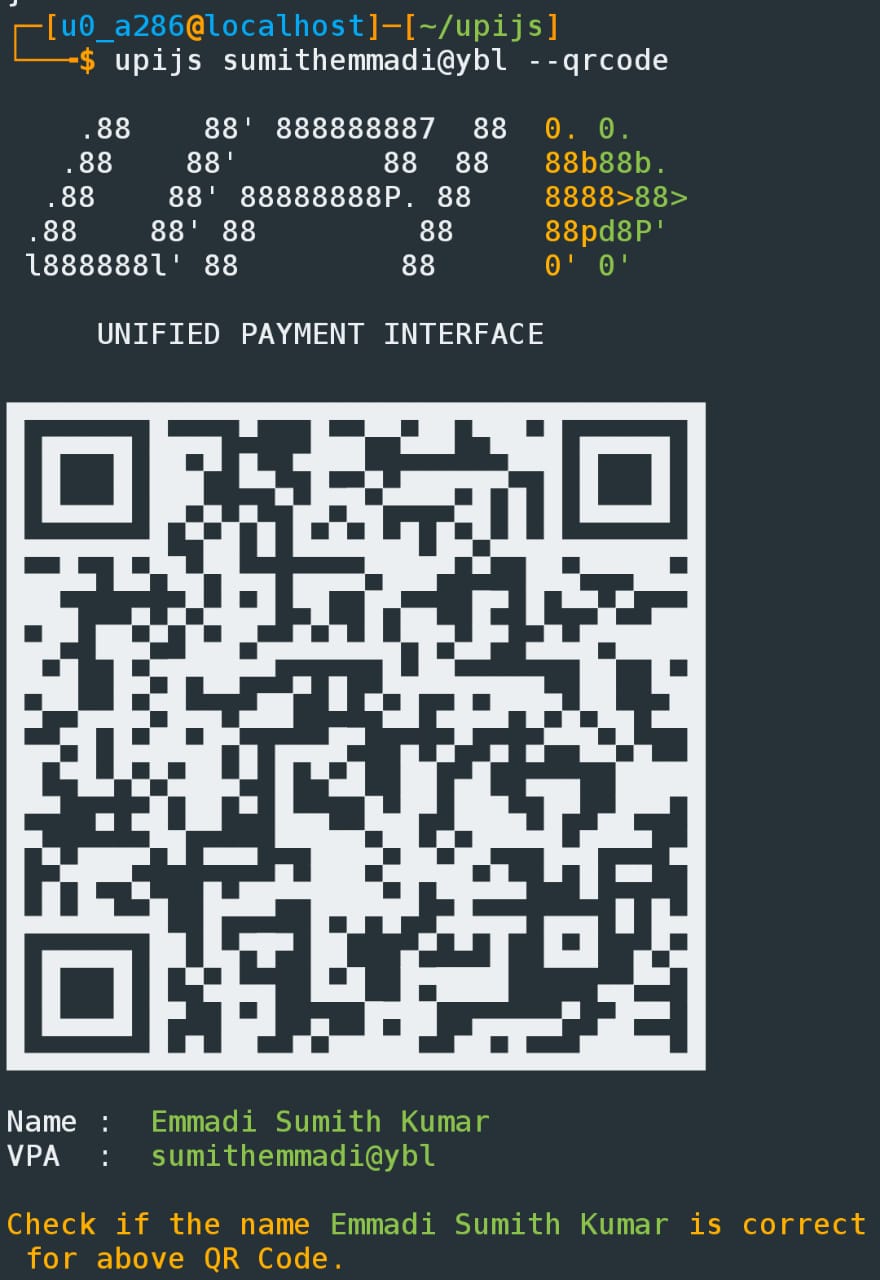 ┌─[u0_a286@localhost]─[~/upijs]
└──╼$ upijs sumithemmadi@ybl --qrcode
    .88    88' 888888887  88  0. 0.
   .88    88'        88  88   88b88b.
  .88    88' 88888888P. 88    8888>88>
 .88    88' 88         88     88pd8P'
 l888888l' 88         88      0' 0'
UNIFIED PAYMENT INTERFACE
Name :  Emmadi Sumith Kumar
VPA  :  sumithemmadi@ybl
Check if the name Emmadi Sumith Kumar is correct
for above QR Code.